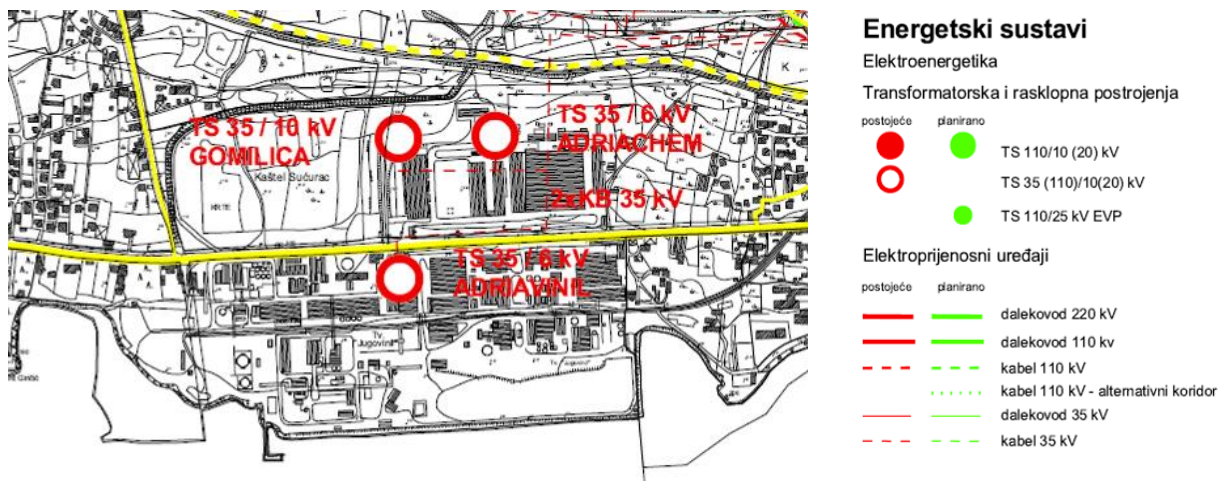 TS 35 / 10 kV
GOMILICA
TS 35 / 6 kV
ADRIACHEM
Kaštel Sućurac
K
2xKB 35 kV
TS 35 / 6 kV
ADRIAVINIL
Tv.
Jugovinil
Tv. "Jugovinil"
Energetski sustavi
Elektroenergetika
Transformatorska i rasklopna postrojenja
postojeće planirano
TS 110/10 (20) kV
TS 35 (110)/10(20) kV
TS 110/25 kV EVP
Elektroprijenosni uređaji
postojeće planirano
dalekovod 220 kV
dalekovod 110 kv
kabel 110 kV
kabel 110 kV - alternativni koridor
dalekovod 35 kV
kabel 35 kV